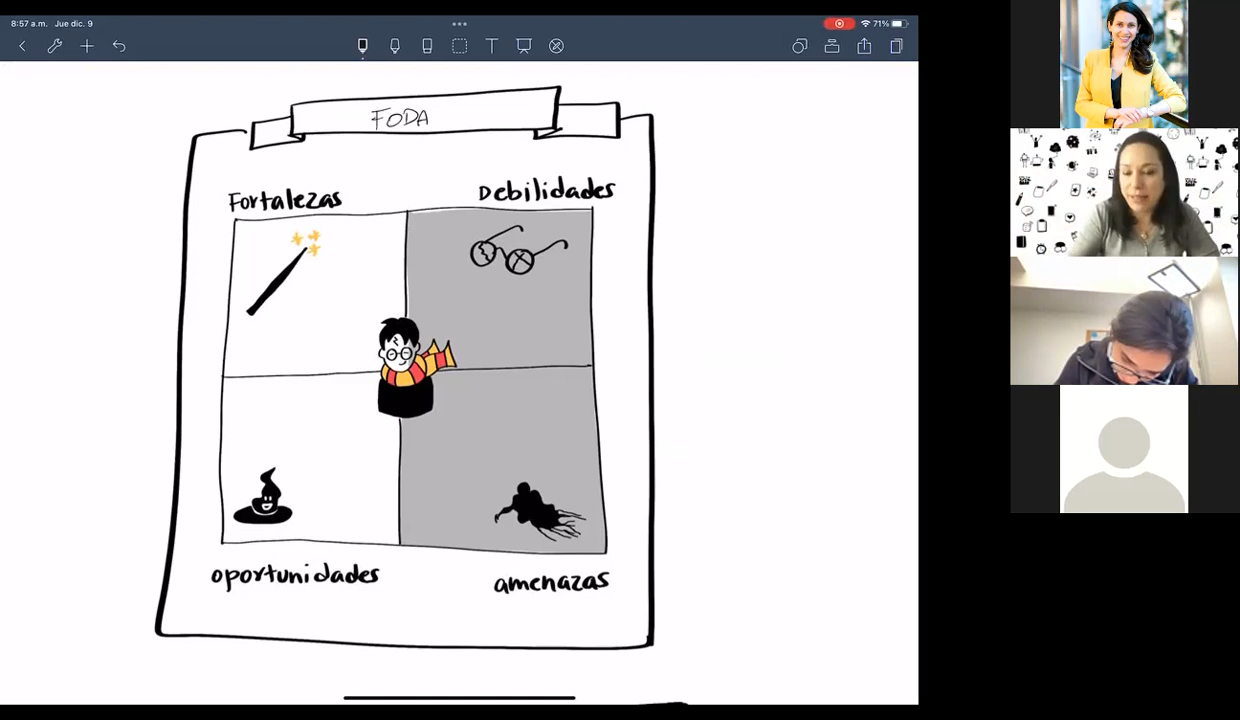 8:57 a.m. Jue dic. 9
71%
FODA
Fortalezas
Debilidades
oportunidades
amenazas